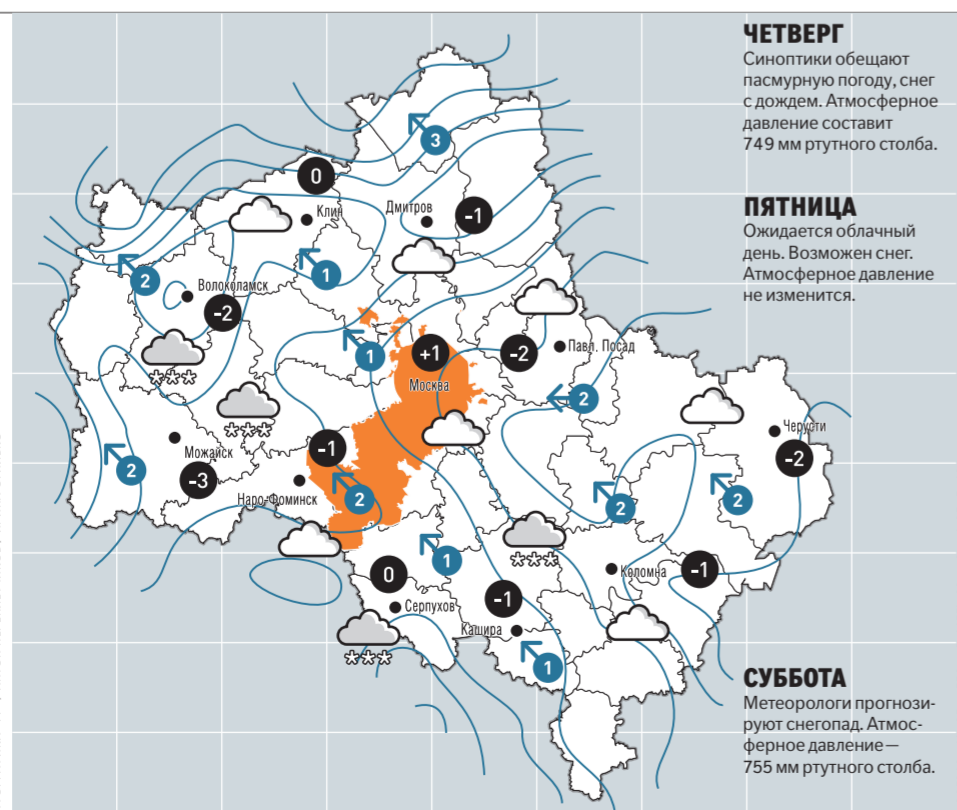 ЧЕТВЕРГ
Синоптики обещают
пасмурную погоду, снег
с дождем. Атмосферное
давление составит
749 мм ртутного столба.
ПЯТНИЦА
Ожидается облачный
день. Возможен снег.
Атмосферное давление
не изменится.
СУББОТА
Метеорологи прогнози-
руют снегопад. Атмос-
ферное давление —
755 мм ртутного столба.
3
0
Клин
Дмитров
-1
2
1
Волоколамск
-2
1
+1
Москва
-2
Павл. Посад
2
Черусти
-2
Можайск
2
-3
-1
Наро-Фоминск
2
2
2
1
0
Серпухов
-1
Кашира
Коломна
-1
1